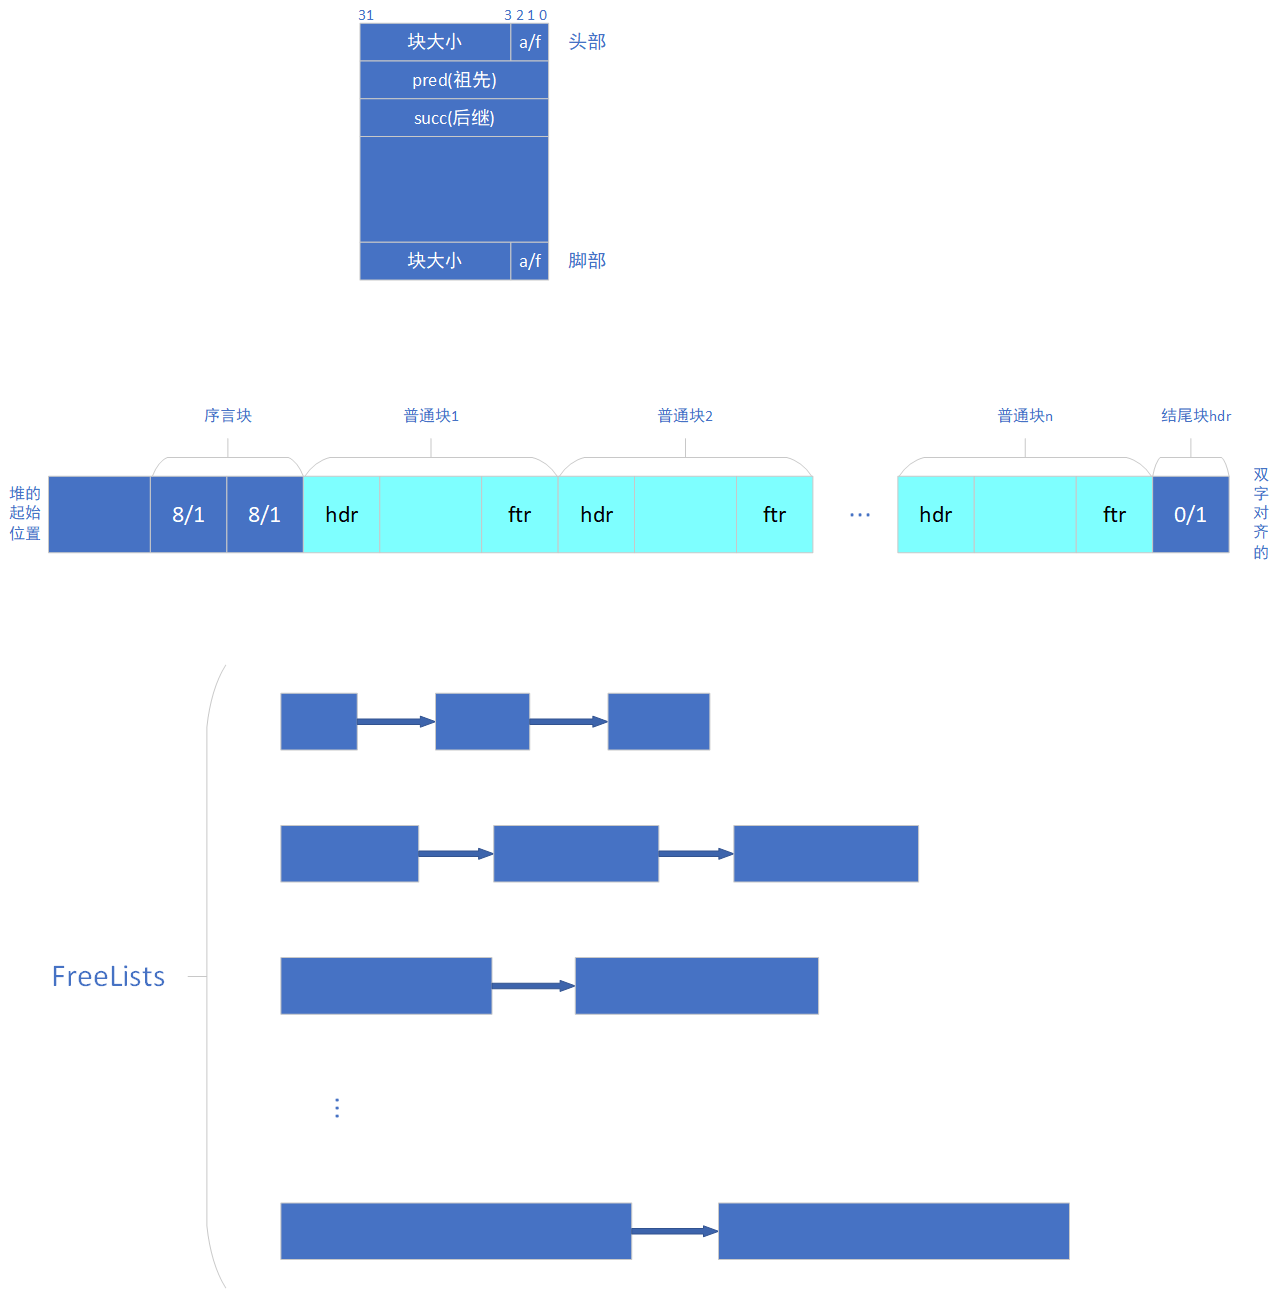 31 3 2 1 0
块大小 a/f 头部
pred(祖先)
succ(后继)
块大小 a/f 脚部
序言块 普通块1 普通块2 普通块n 结尾块hdr
堆的
起始
位置
8/1 8/1 hdr ftr hdr ftr ... hdr ftr 0/1
双
字
对
齐
的
FreeLists
...